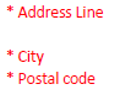 * Address Line
* City
* Postal code